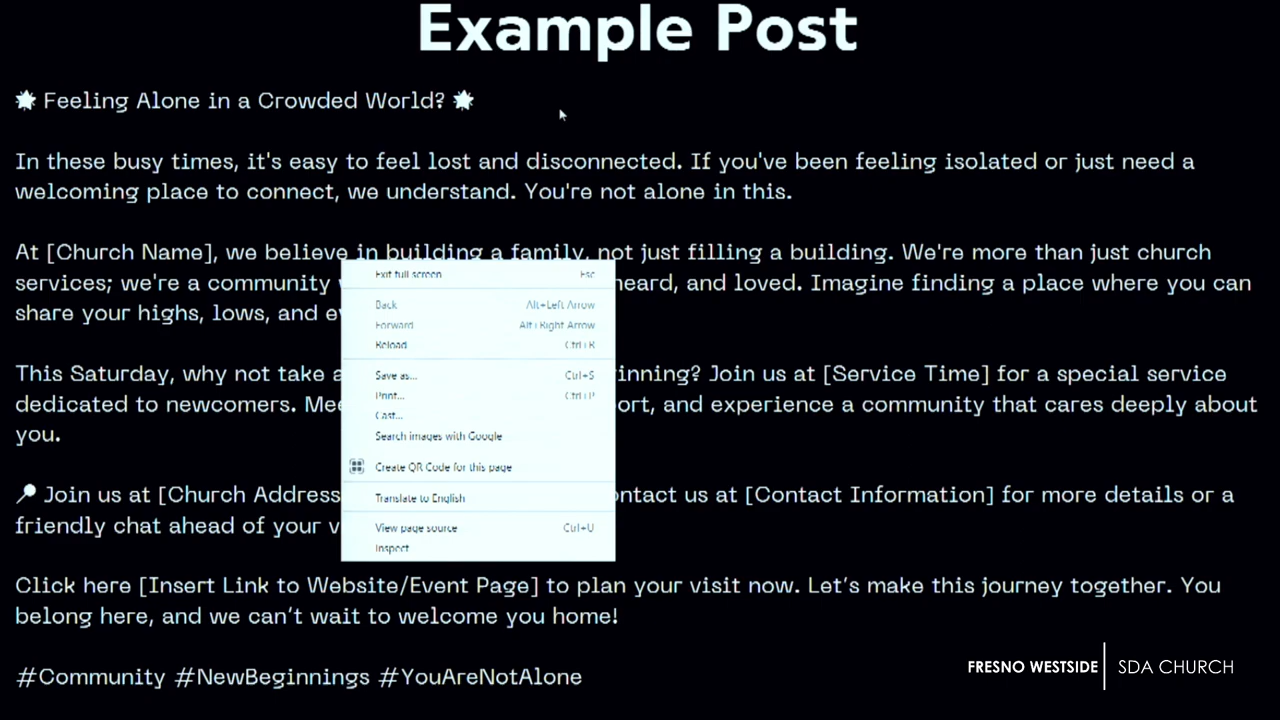 Example Post
🌟 Feeling Alone in a Crowded World? 🌟
In these busy times, it's easy to feel lost and disconnected. If you've been feeling isolated or just need a
welcoming place to connect, we understand. You're not alone in this.
At [Church Name], we believe in building a family, not just filling a building. We're more than just church
services; we're a community heard, and loved. Imagine finding a place where you can
share your highs, lows, and
This Saturday, why not take Join us at [Service Time] for a special service
dedicated to newcomers. and experience a community that cares deeply about
you.
📍 Join us at [Church Address contact us at [Contact Information] for more details or a
friendly chat ahead of your
Exit full screen Esc
Back Alt+Left Arrow
Forward Alt+Right Arrow
Reload Ctrl+R
Save as... Ctrl+S
Print... Ctrl+P
Cast...
Search images with Google
Create QR Code for this page
Translate to English
View page source Ctrl+U
Inspect
Click here [Insert Link to Website/Event Page] to plan your visit now. Let’s make this journey together. You
belong here, and we can’t wait to welcome you home!
#Community #NewBeginnings #YouAreNotAlone
FRESNO WESTSIDE | SDA CHURCH